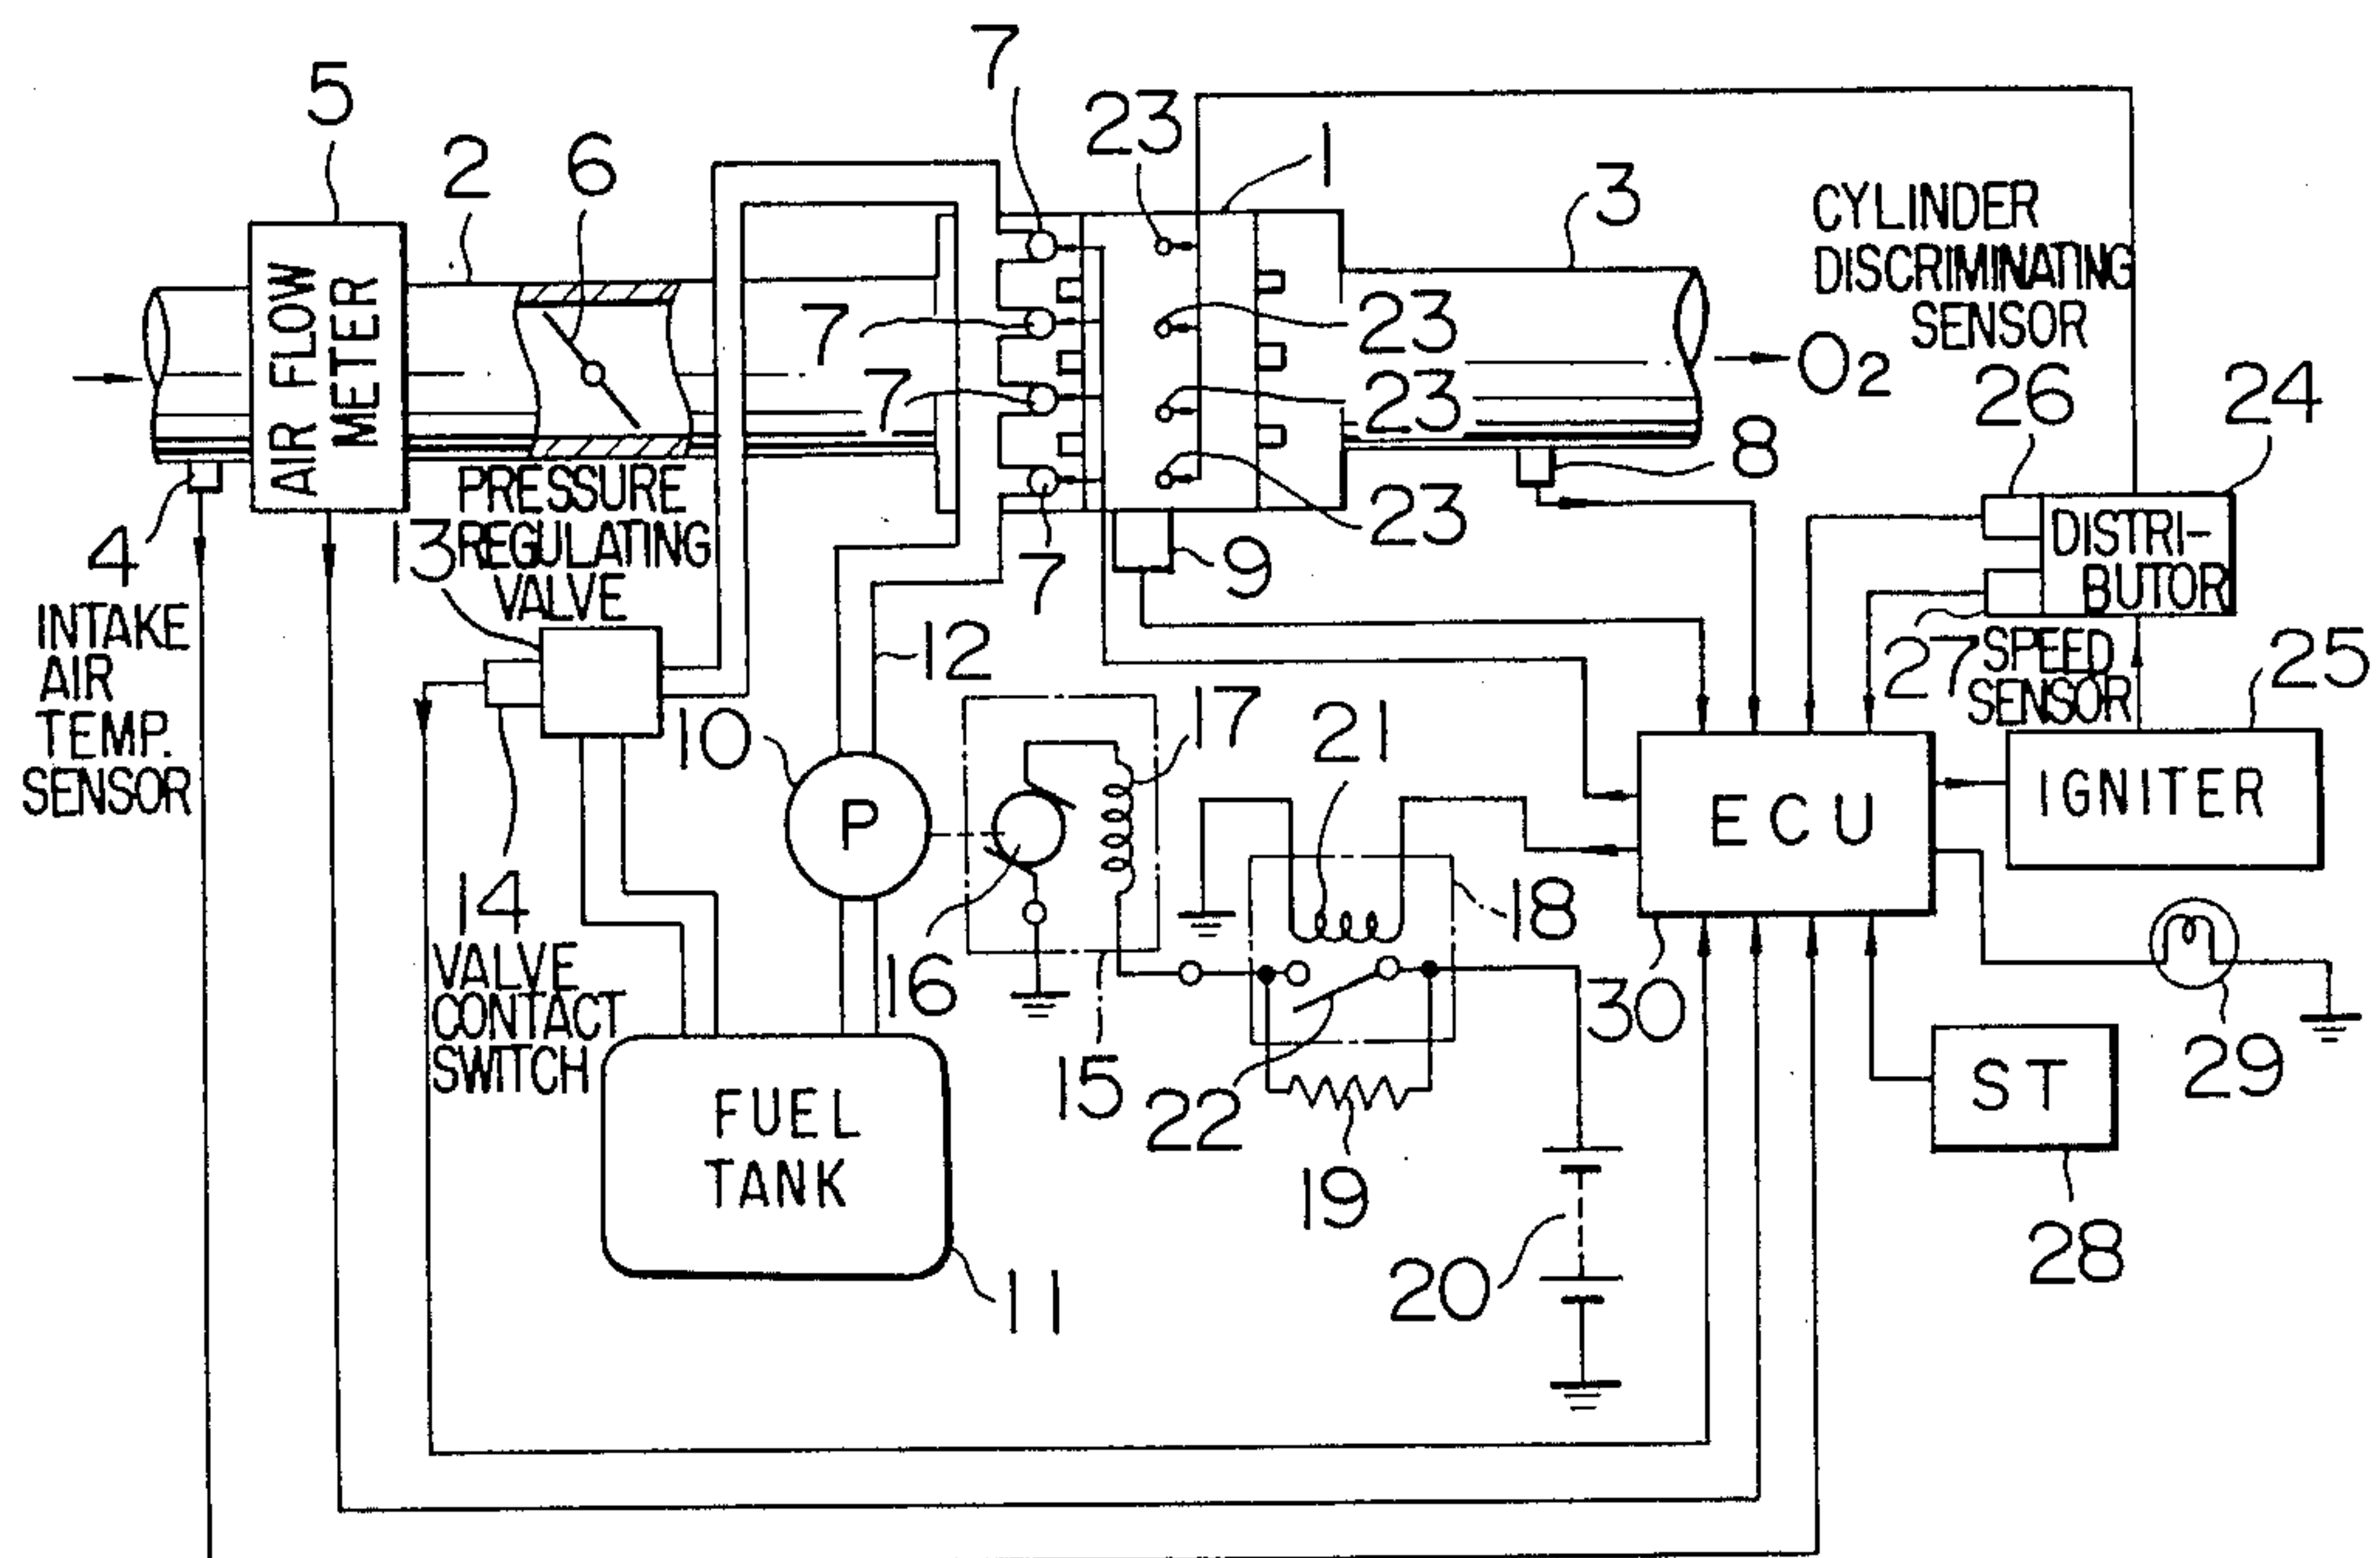 7
5
2
6
23
1
3
CYLINDER
DISCRIMINATING
SENSOR
AIR FLOW
METER
7
7
23
23
O2
26
24
8
23
PRESSURE
REGULATING
VALVE
13
4
INTAKE
AIR
TEMP.
SENSOR
7
9
DISTRI-
BUTOR
12
27
SPEED
SENSOR
25
10
17
21
P
ECU
IGNITER
14
VALVE
CONTACT
SWITCH
16
18
30
29
15
22
19
ST
FUEL
TANK
28
20
11